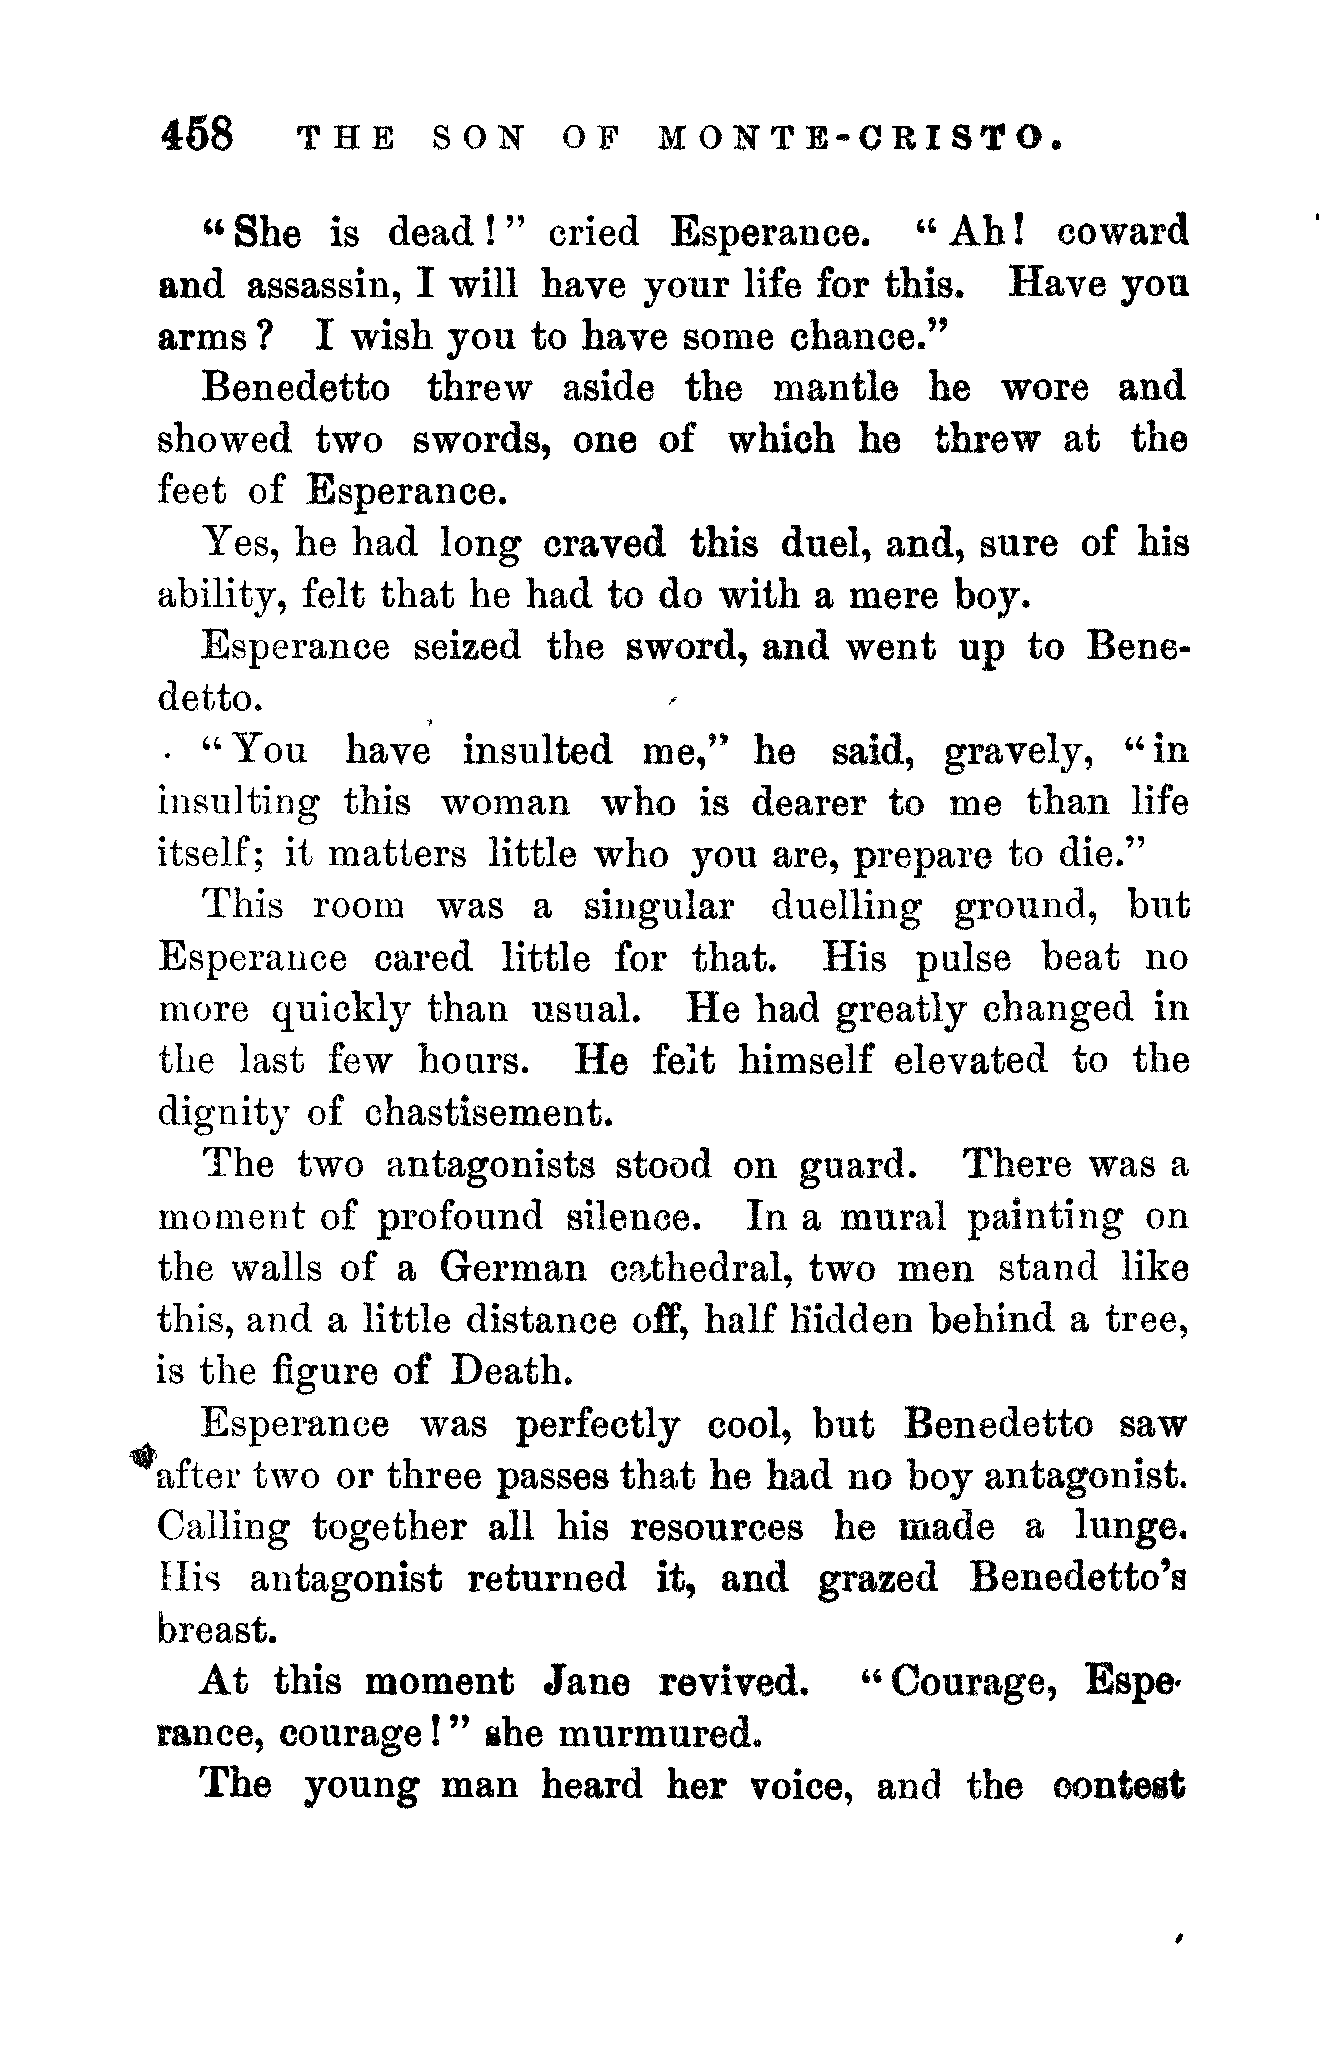 458 THE SON OF MONTE-CRISTO.
“She is dead!” cried Esperance. “Ah! coward
and assassin, I will have your life for this. Have you
arms? I wish you to have some chance.”
Benedetto threw aside the mantle he wore and
showed two swords, one of which he threw at the
feet of Esperance.
Yes, he had long craved this duel, and, sure of his
ability, felt that he had to do with a mere boy.
Esperance seized the sword, and went up to Bene-
detto.
“You have insulted me,” he said, gravely, “in
insulting this woman who is dearer to me than life
itself; it matters little who you are, prepare to die.”
This room was a singular duelling ground, but
Esperance cared little for that. His pulse beat no
more quickly than usual. He had greatly changed in
the last few hours. He felt himself elevated to the
dignity of chastisement.
The two antagonists stood on guard. There was a
moment of profound silence. In a mural painting on
the walls of a German cathedral, two men stand like
this, and a little distance off, half hidden behind a tree,
is the figure of Death.
Esperance was perfectly cool, but Benedetto saw
after two or three passes that he had no boy antagonist.
Calling together all his resources he made a lunge.
His antagonist returned it, and grazed Benedetto’s
breast.
At this moment Jane revived. “Courage, Espe-
rance, courage!” she murmured.
The young man heard her voice, and the contest